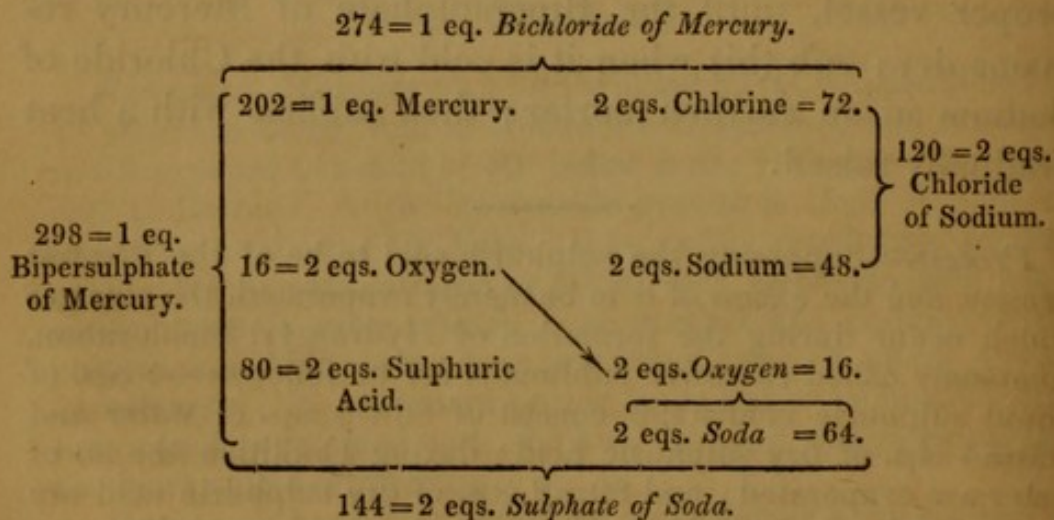 274=1 eq. Bichloride of Mercury.
202=1 eq. Mercury. 2 eqs. Chlorine=72.
120=2 eqs.
Chloride
of Sodium.
298=1 eq.
Bipersulphate
of Mercury.
16=2 eqs. Oxygen. 2 eqs. Sodium=48.
80=2 eqs. Sulphuric
Acid.
2 eqs. Oxygen=16.
2 eqs. Soda =64.
144=2 eqs. Sulphate of Soda.